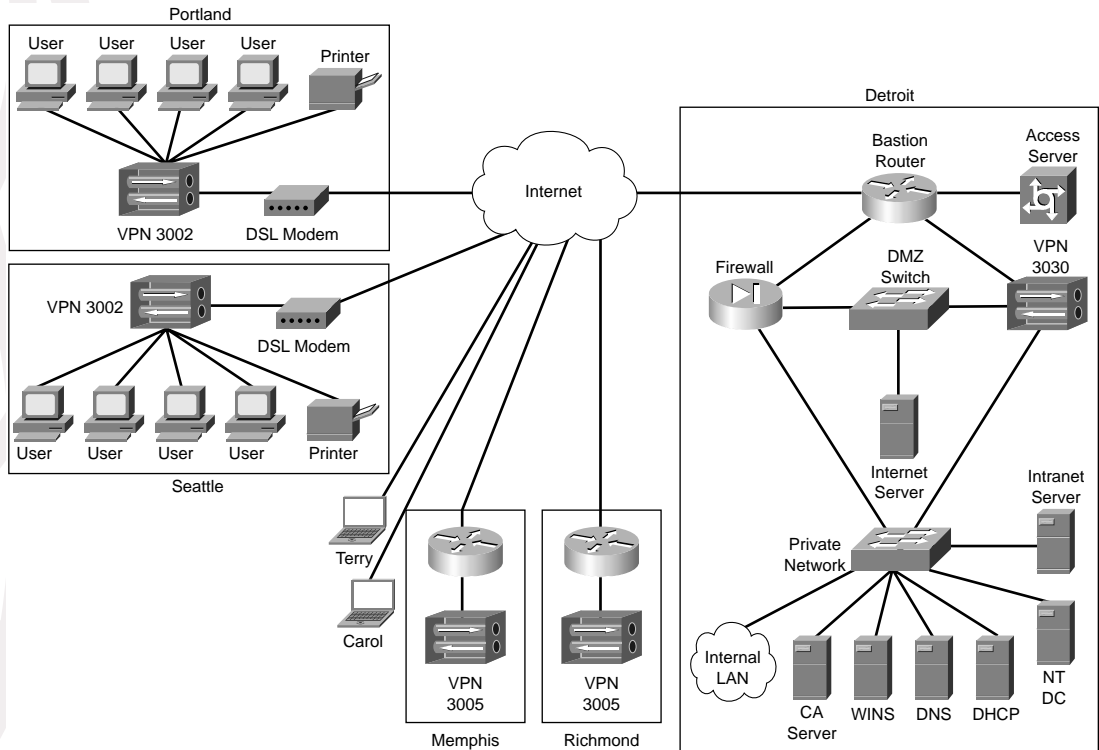 Portland
User
User
User
User
Printer
VPN 3002
DSL Modem
VPN 3002
DSL Modem
User
User
User
User
Printer
Seattle
Internet
Terry
Carol
VPN
3005
Memphis
VPN
3005
Richmond
Detroit
Bastion
Router
Access
Server
Firewall
DMZ
Switch
VPN
3030
Internet
Server
Intranet
Server
Private
Network
Internal
LAN
CA
Server
WINS
DNS
DHCP
NT
DC